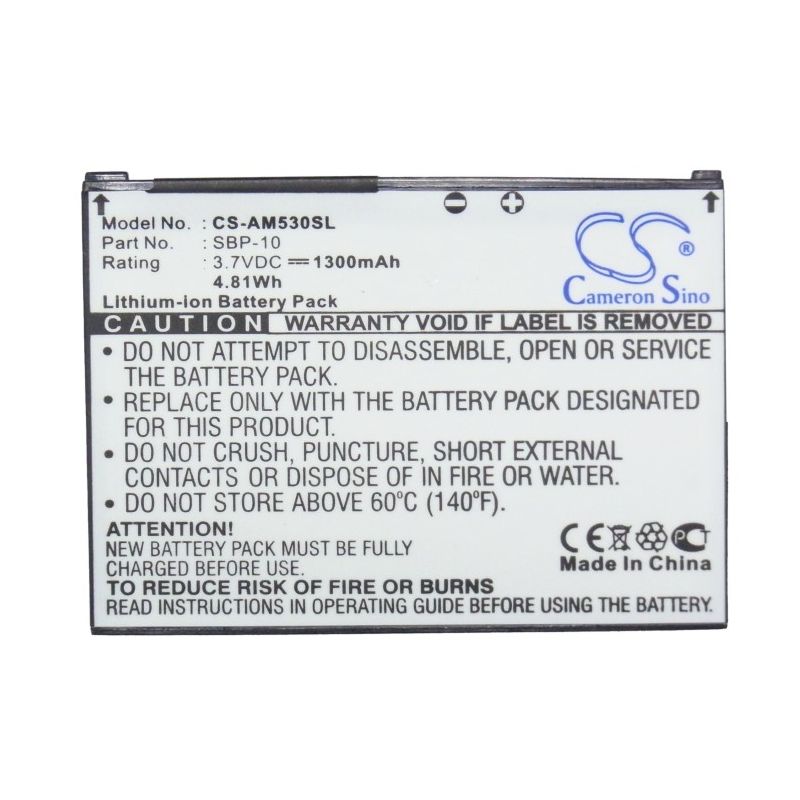 Model No. : CS-AM530SL
Part No. : SBP-10
Rating : 3.7VDC 1300mAh
4.81Wh
Lithium-ion Battery Pack
CS
®
Cameron Sino
CAUTION WARRANTY VOID IF LABEL IS REMOVED
• DO NOT ATTEMPT TO DISASSEMBLE, OPEN OR SERVICE
THE BATTERY PACK.
• REPLACE ONLY WITH THE BATTERY PACK DESIGNATED
FOR THIS PRODUCT.
• DO NOT CRUSH, PUNCTURE, SHORT EXTERNAL
CONTACTS OR DISPOSE OF IN FIRE OR WATER.
• DO NOT STORE ABOVE 60ºC (140ºF).
ATTENTION!
NEW BATTERY PACK MUST BE FULLY
CHARGED BEFORE USE.
TO REDUCE RISK OF FIRE OR BURNS
READ INSTRUCTIONS IN OPERATING GUIDE BEFORE USING THE BATTERY.
CE
Made In China